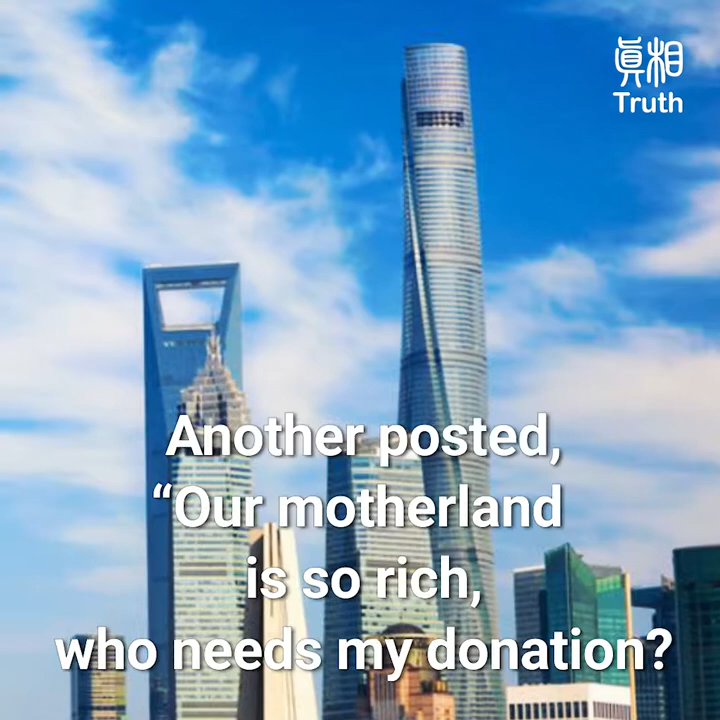 真相
Truth
Another posted,
“Our motherland
is so rich,
who needs my donation?